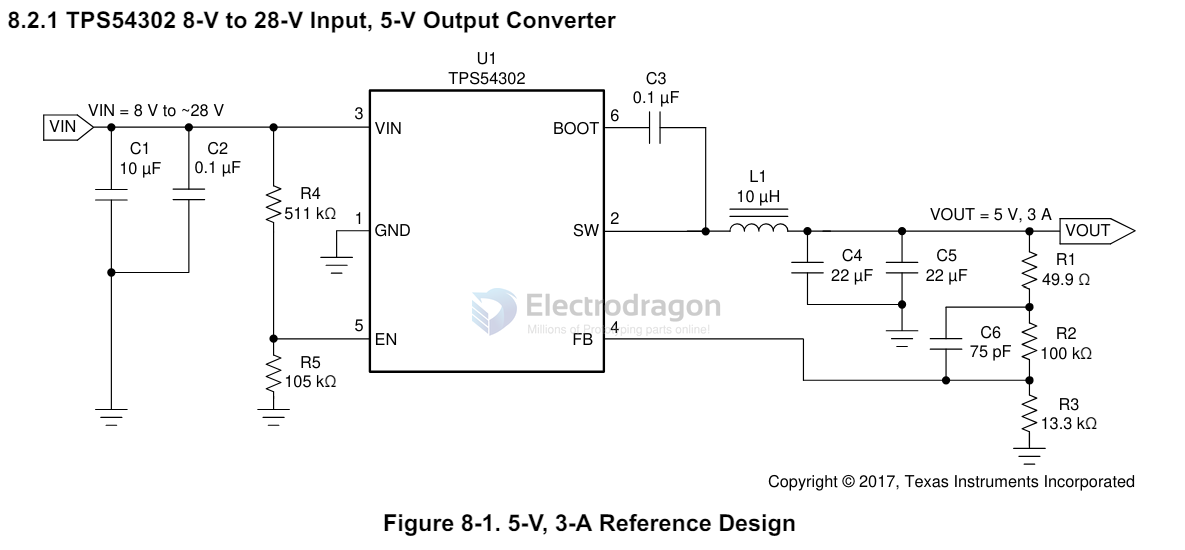 8.2.1 TPS54302 8-V to 28-V Input, 5-V Output Converter
U1
TPS54302
C3
0.1 µF
VIN = 8 V to ~28 V
VIN
3
VIN
BOOT
6
C1
10 µF
C2
0.1 µF
R4
511 kΩ
L1
10 µH
1
GND
SW
2
VOUT = 5 V, 3 A
VOUT
C4
22 µF
C5
22 µF
R1
49.9 Ω
Electrodragon
Millions of Prototyping parts online!
5
EN
FB
4
C6
75 pF
R2
100 kΩ
R5
105 kΩ
R3
13.3 kΩ
Copyright © 2017, Texas Instruments Incorporated
Figure 8-1. 5-V, 3-A Reference Design